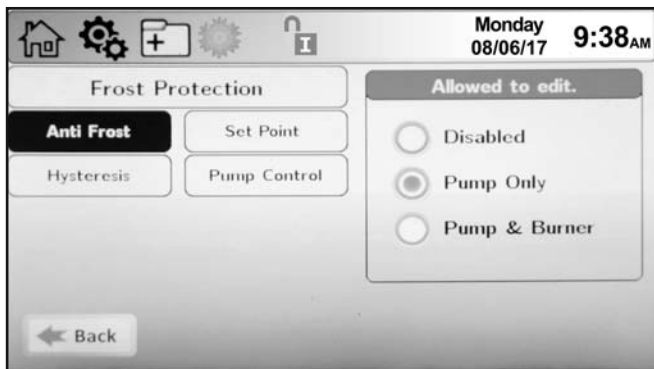 I
Monday
08/06/17
9:38AM
Frost Protection
Anti Frost
Set Point
Hysteresis
Pump Control
Allowed to edit.
Disabled
Pump Only
Pump & Burner
Back